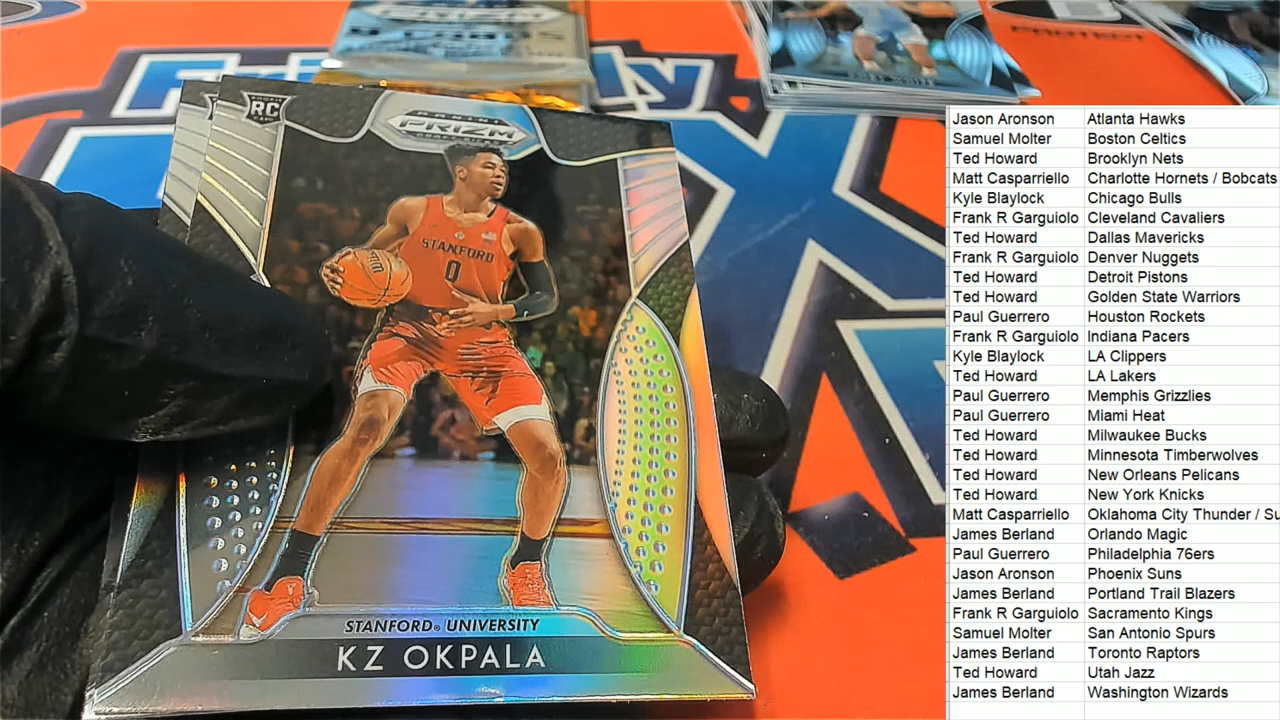 ROOKIE
RC
CARD
PANINI
PRIZM
PROTECT
STANFORD
0
STANFORD® UNIVERSITY
KZ OKPALA
Jason Aronson Atlanta Hawks
Samuel Molter Boston Celtics
Ted Howard Brooklyn Nets
Matt Casparriello Charlotte Hornets / Bobcats
Kyle Blaylock Chicago Bulls
Frank R Garguiolo Cleveland Cavaliers
Ted Howard Dallas Mavericks
Frank R Garguiolo Denver Nuggets
Ted Howard Detroit Pistons
Ted Howard Golden State Warriors
Paul Guerrero Houston Rockets
Frank R Garguiolo Indiana Pacers
Kyle Blaylock LA Clippers
Ted Howard LA Lakers
Paul Guerrero Memphis Grizzlies
Paul Guerrero Miami Heat
Ted Howard Milwaukee Bucks
Ted Howard Minnesota Timberwolves
Ted Howard New Orleans Pelicans
Ted Howard New York Knicks
Matt Casparriello Oklahoma City Thunder / Su
James Berland Orlando Magic
Paul Guerrero Philadelphia 76ers
Jason Aronson Phoenix Suns
James Berland Portland Trail Blazers
Frank R Garguiolo Sacramento Kings
Samuel Molter San Antonio Spurs
James Berland Toronto Raptors
Ted Howard Utah Jazz
James Berland Washington Wizards